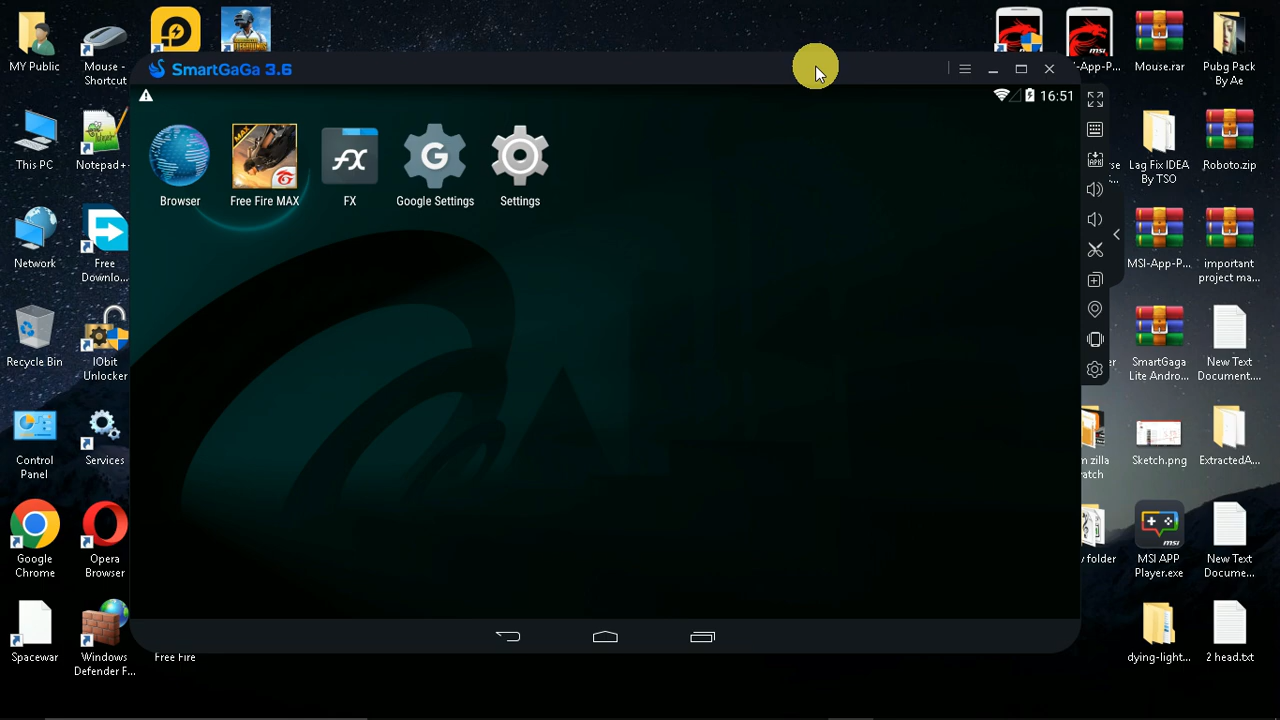 MY Public
Mouse -
Shortcut
SmartGaGa 3.6
16:51
Browser
Free Fire MAX
FX
Google Settings
Settings
This PC
Notepad+
Network
Free
Downlo...
Recycle Bin
IObit
Unlocker
Control
Panel
Services
Google
Chrome
Opera
Browser
Spacewar
Windows
Defender F...
Free Fire
-App-P...
Mouse.rar
Pubg Pack
By Ae
Lag Fix IDEA
By TSO
Roboto.zip
MSI-App-P...
important
project ma...
SmartGaga
Lite Andro...
New Text
Document....
zilla
Sketch.png
ExtractedA...
folder
MSI APP
Player.exe
New Text
Docume...
dying-light...
2 head.txt